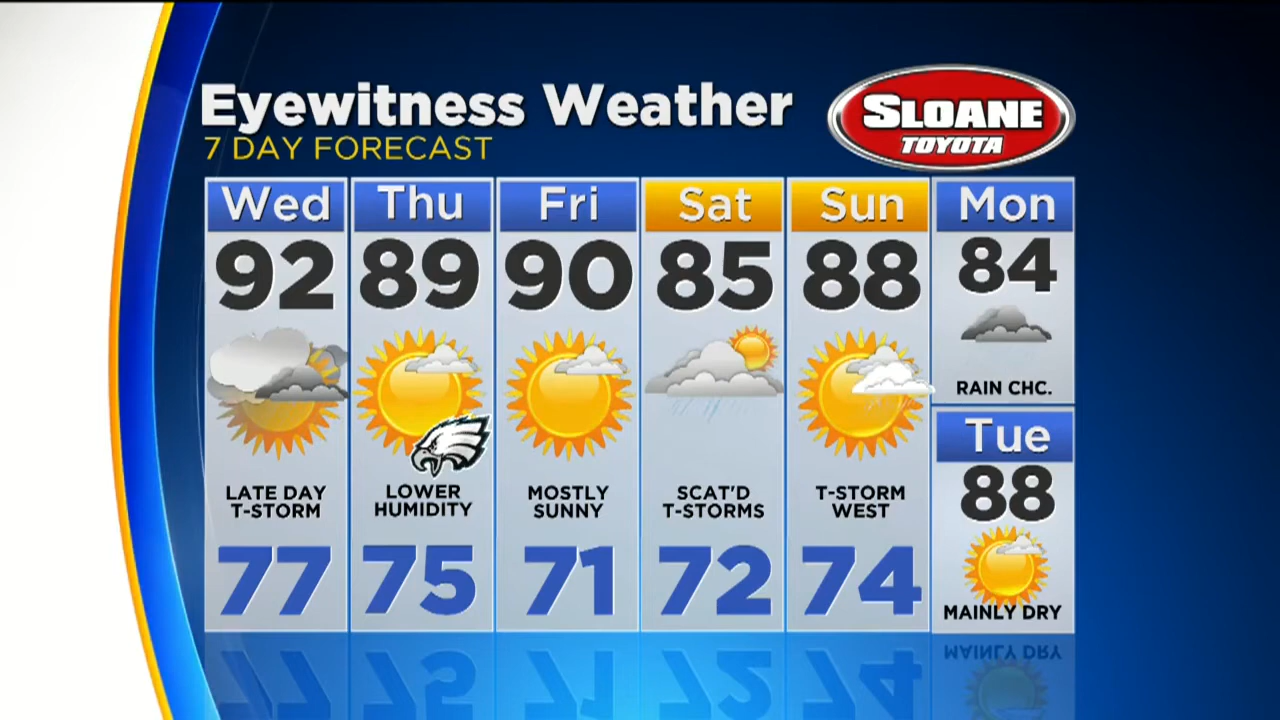 Eyewitness Weather
7 DAY FORECAST
SLOANE
TOYOTA
Wed
92
LATE DAY
T-STORM
77
Thu
89
LOWER
HUMIDITY
75
Fri
90
MOSTLY
SUNNY
71
Sat
85
SCAT'D
T-STORMS
72
Sun
88
T-STORM
WEST
74
Mon
84
RAIN CHC.
Tue
88
MAINLY DRY